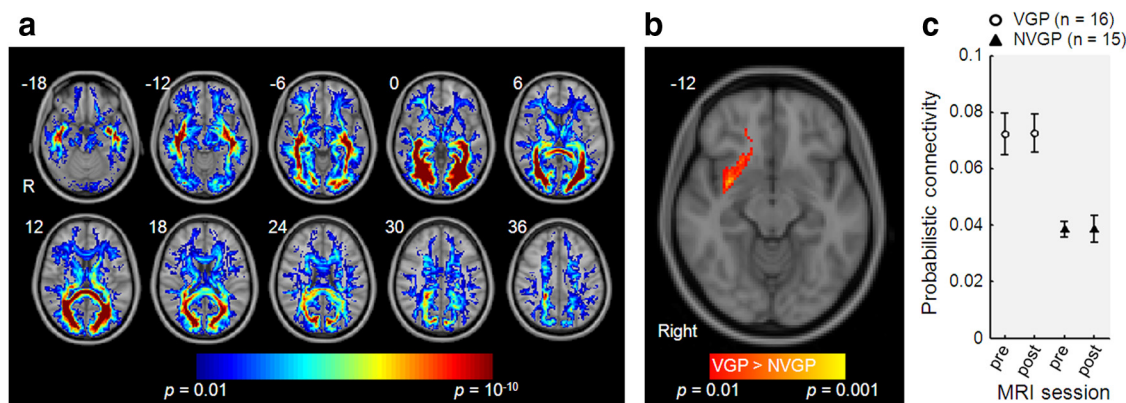 a
-18
-12
-6
0
6
R
12
18
24
30
36
p = 0.01
p = 10-10
b
-12
Right
VGP > NVGP
p = 0.01
p = 0.001
c
VGP (n = 16)
NVGP (n = 15)
0.1
0.08
0.06
0.04
0.02
0
Probabilistic connectivity
pre
post
pre
post
MRI session